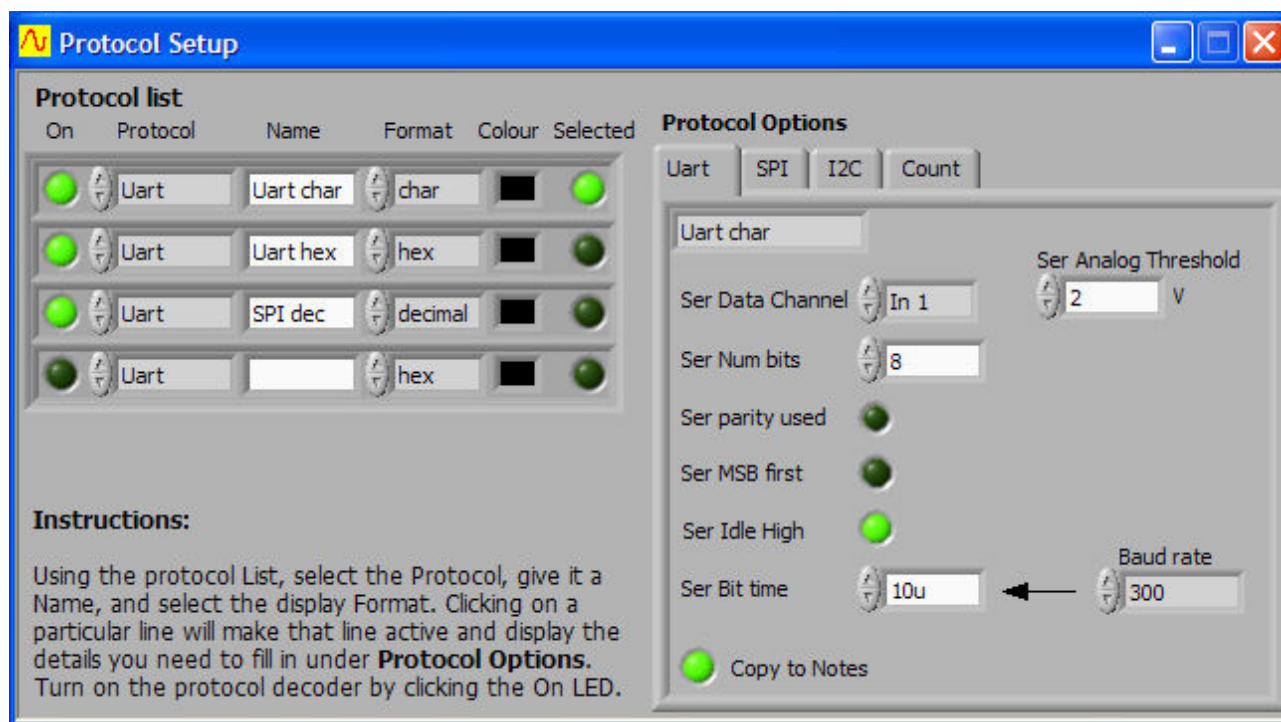 Protocol Setup
Protocol list
On Protocol Name Format Colour Selected
Uart Uart char char
Uart Uart hex hex
Uart SPI dec decimal
Uart hex
Instructions:
Using the protocol List, select the Protocol, give it a
Name, and select the display Format. Clicking on a
particular line will make that line active and display the
details you need to fill in under Protocol Options.
Turn on the protocol decoder by clicking the On LED.
Protocol Options
Uart SPI I2C Count
Uart char
Ser Analog Threshold
2 V
Ser Data Channel In 1
Ser Num bits 8
Ser parity used
Ser MSB first
Ser Idle High
Baud rate
Ser Bit time 10u 300
Copy to Notes